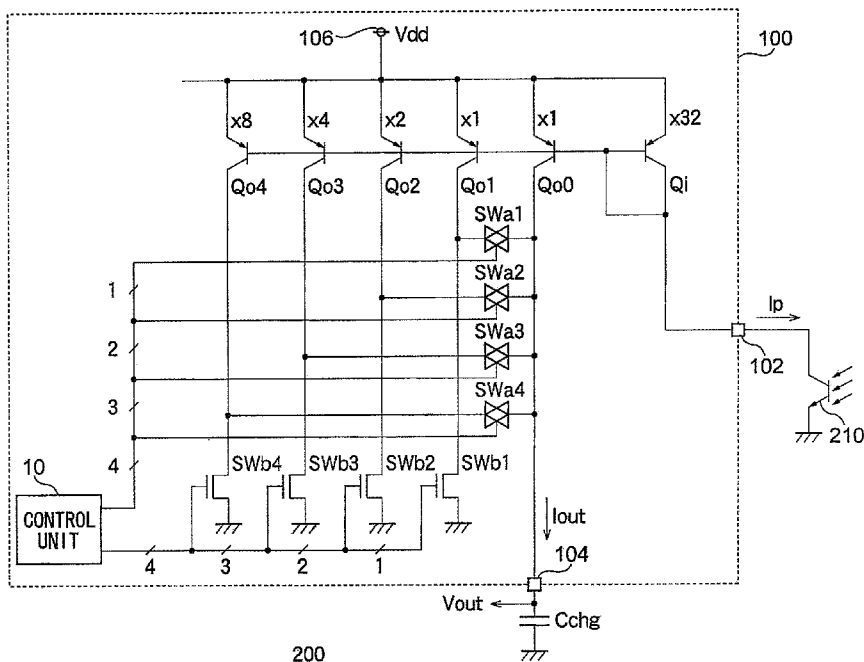 106
Vdd
100
x8 x4 x2 x1 x1 x32
Qo4 Qo3 Qo2 Qo1 Qo0 Qi
SWa1
SWa2
1
Ip
2
SWa3
102
3
SWa4
210
4
10
SWb4 SWb3 SWb2 SWb1
CONTROL
UNIT
Iout
4 3 2 1
104
Vout
Cchg
200